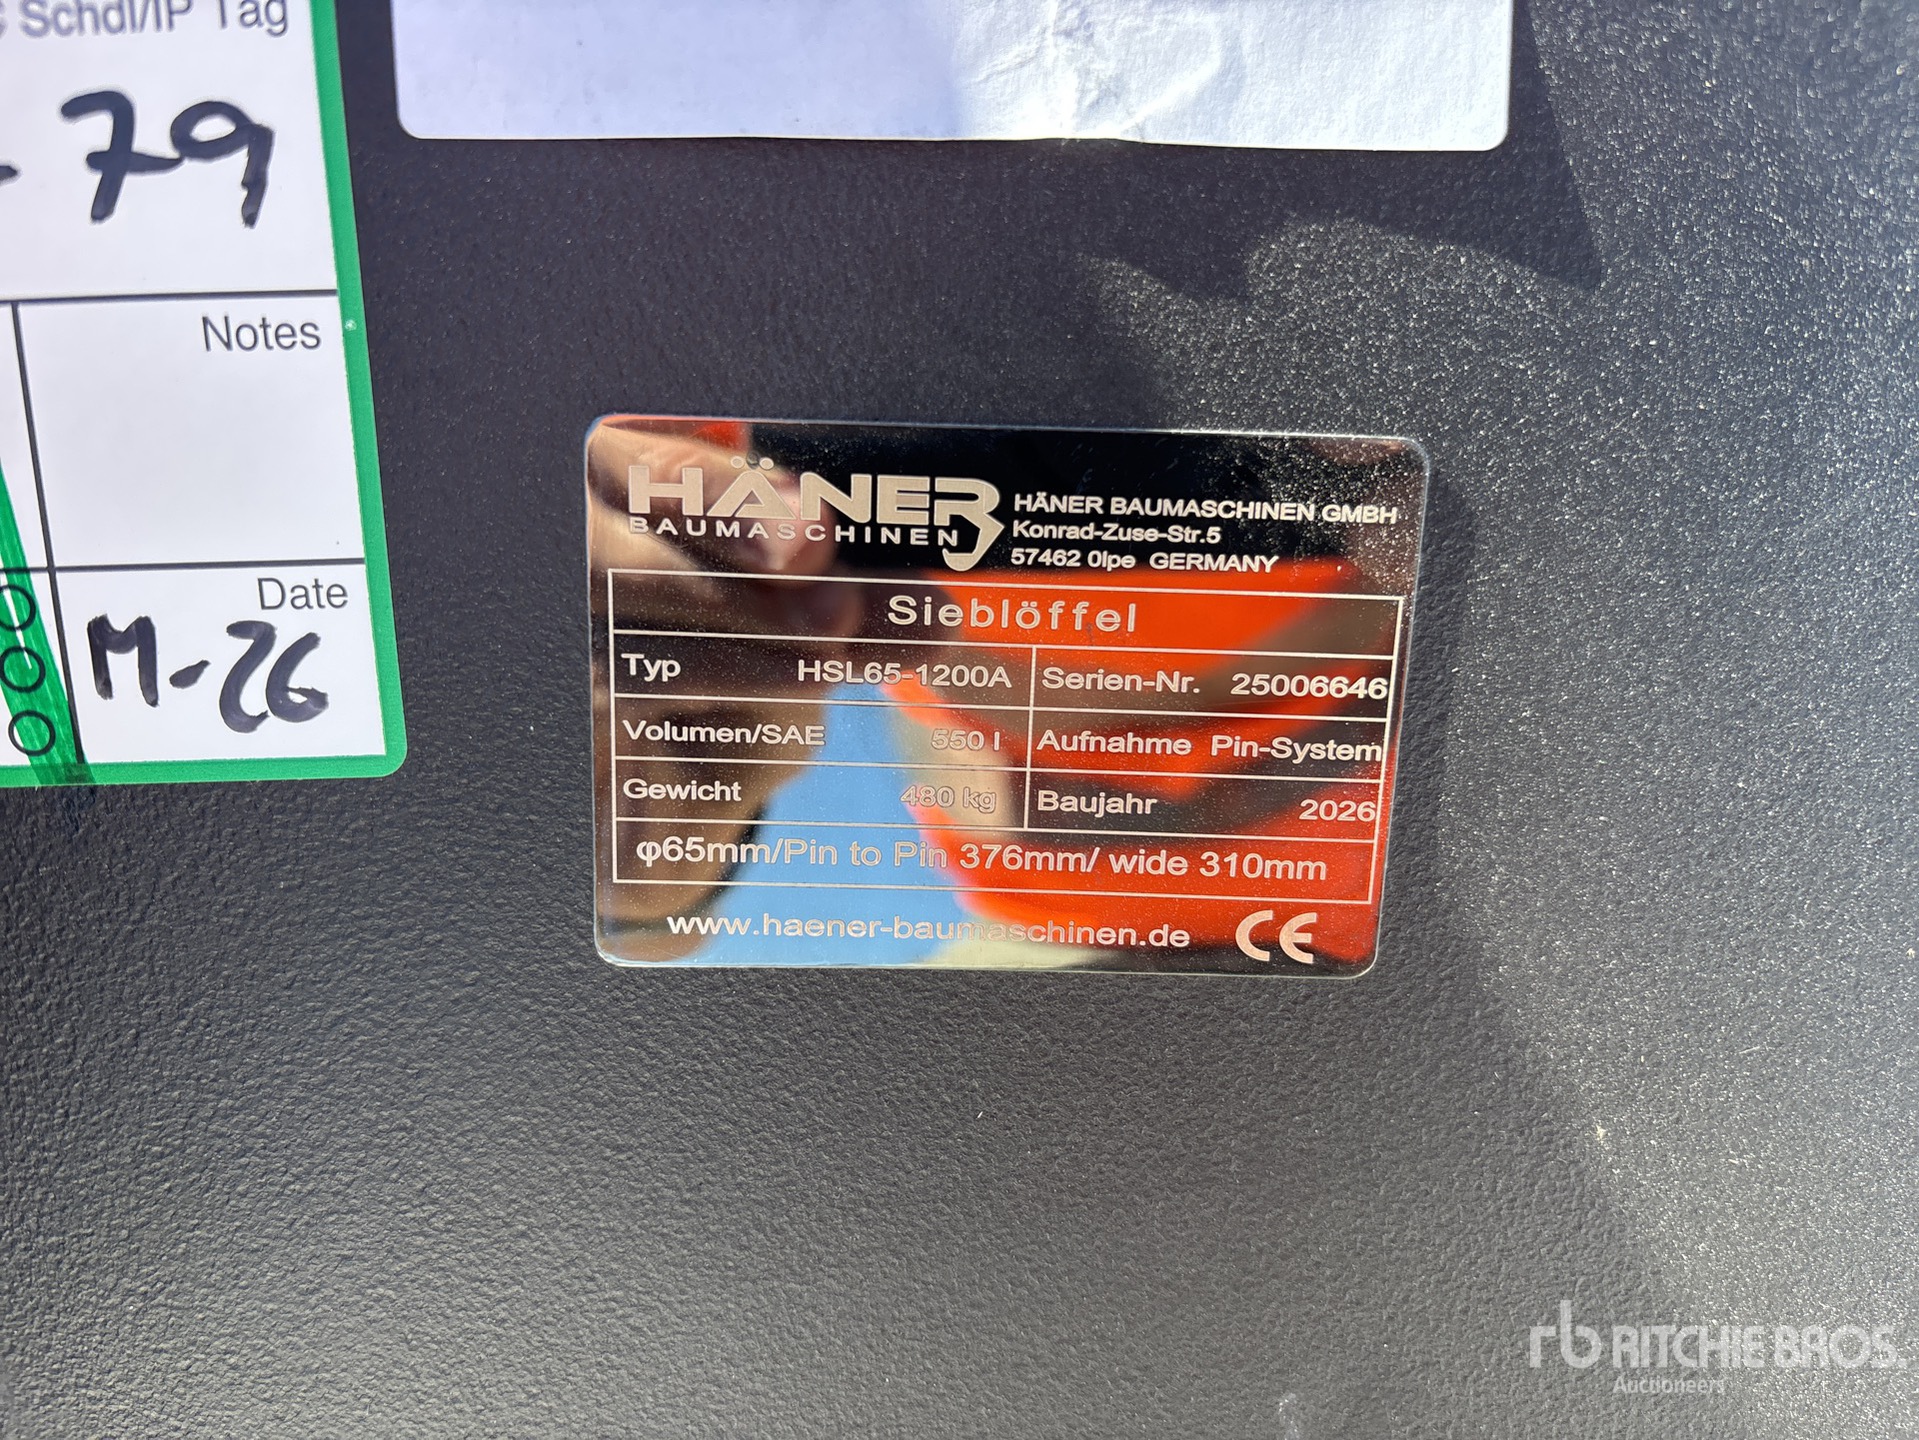 Schdl/IP Tag
- 79
Notes
Date
M-26
HÄNER
BAUMASCHINEN
HÄNER BAUMASCHINEN GMBH
Konrad-Zuse-Str.5
57462 Olpe GERMANY
Sieblöffel
Typ HSL65-1200A Serien-Nr. 25006646
Volumen/SAE 550 l Aufnahme Pin-System
Gewicht 480 kg Baujahr 2026
φ65mm/Pin to Pin 376mm/ wide 310mm
www.haener-baumaschinen.de CE
rb RITCHIE BROS.
Auctioneers